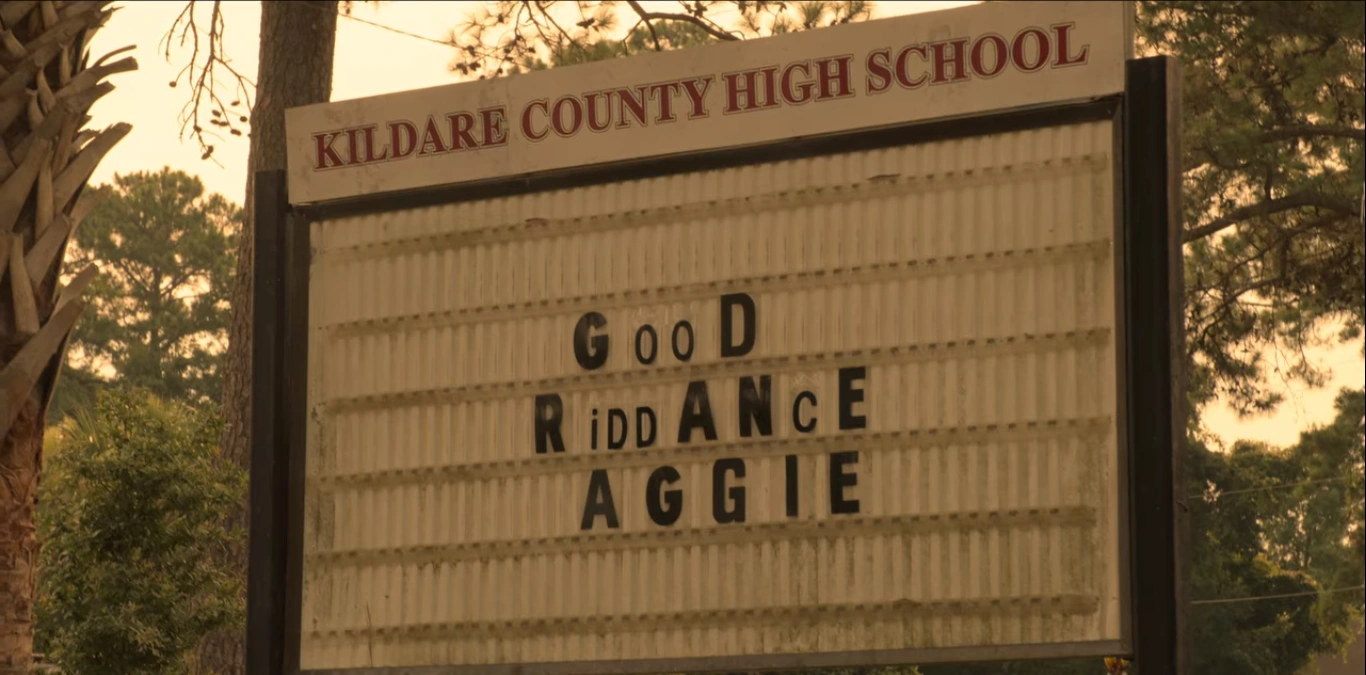 KILDARE COUNTY HIGH SCHOOL
GooD
RiDDANcE
AGGIE